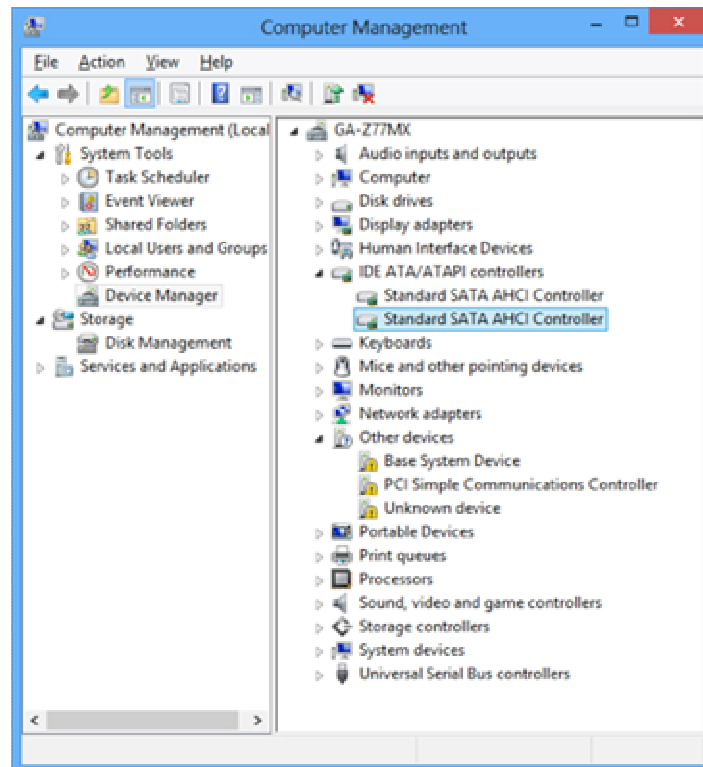 Computer Management
File Action View Help
Computer Management (Local
System Tools
Task Scheduler
Event Viewer
Shared Folders
Local Users and Groups
Performance
Device Manager
Storage
Disk Management
Services and Applications
GA-Z77MX
Audio inputs and outputs
Computer
Disk drives
Display adapters
Human Interface Devices
IDE ATA/ATAPI controllers
Standard SATA AHCI Controller
Standard SATA AHCI Controller
Keyboards
Mice and other pointing devices
Monitors
Network adapters
Other devices
Base System Device
PCI Simple Communications Controller
Unknown device
Portable Devices
Print queues
Processors
Sound, video and game controllers
Storage controllers
System devices
Universal Serial Bus controllers